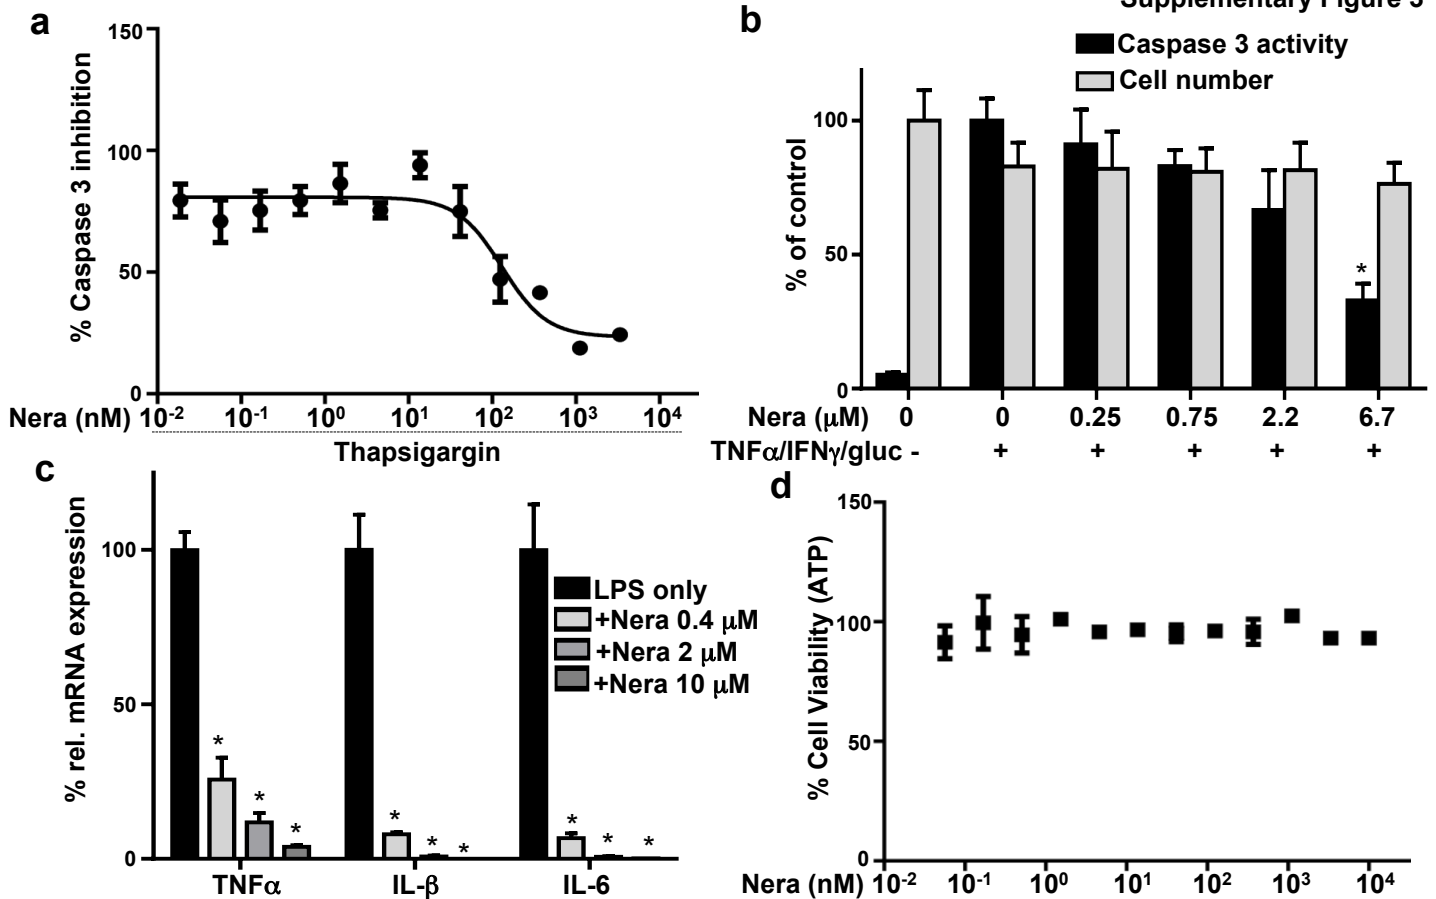 Supplementary Figure 3
a
150
100
50
0
% Caspase 3 inhibition
Nera (nM) 10-2 10-1 100 101 102 103 104
Thapsigargin
b
Caspase 3 activity
Cell number
100
50
0
% of control
Nera (μM) 0 0 0.25 0.75 2.2 6.7
TNFα/IFNγ/gluc - + + + + +
*
c
100
50
0
% rel. mRNA expression
LPS only
+Nera 0.4 μM
+Nera 2 μM
+Nera 10 μM
* * *
* * *
* * *
TNFα IL-β IL-6
d
150
100
50
0
% Cell Viability (ATP)
Nera (nM) 10-2 10-1 100 101 102 103 104